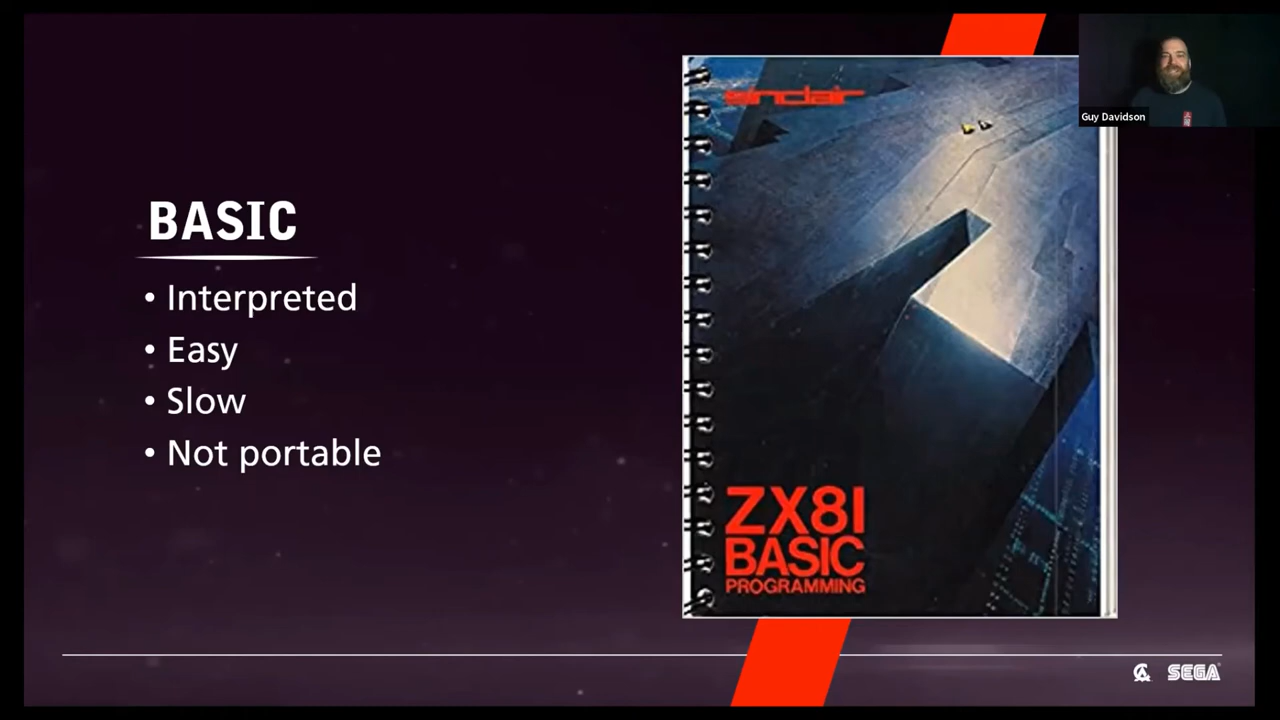 BASIC
• Interpreted
• Easy
• Slow
• Not portable
sinclair
ZX81
BASIC
PROGRAMMING
Guy Davidson
SEGA